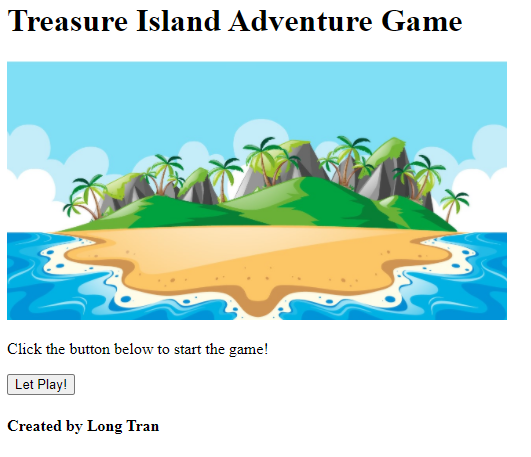 Treasure Island Adventure Game
Click the button below to start the game!
Let Play!
Created by Long Tran